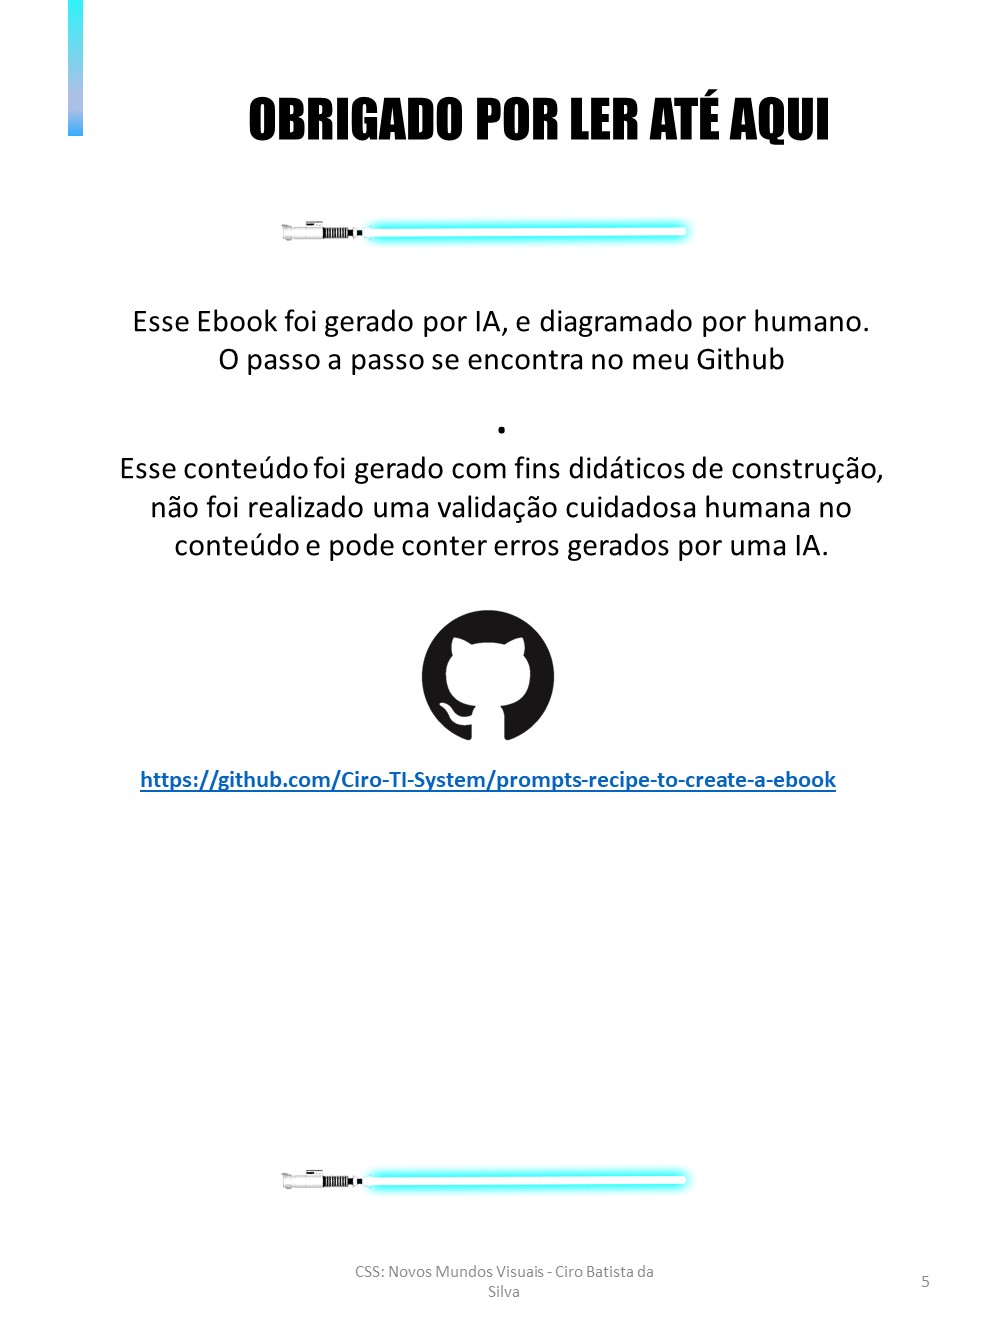 OBRIGADO POR LER ATÉ AQUI
Esse Ebook foi gerado por IA, e diagramado por humano.
O passo a passo se encontra no meu Github
.
Esse conteúdo foi gerado com fins didáticos de construção,
não foi realizado uma validação cuidadosa humana no
conteúdo e pode conter erros gerados por uma IA.
https://github.com/Ciro-TI-System/prompts-recipe-to-create-a-ebook
CSS: Novos Mundos Visuais - Ciro Batista da
Silva
5